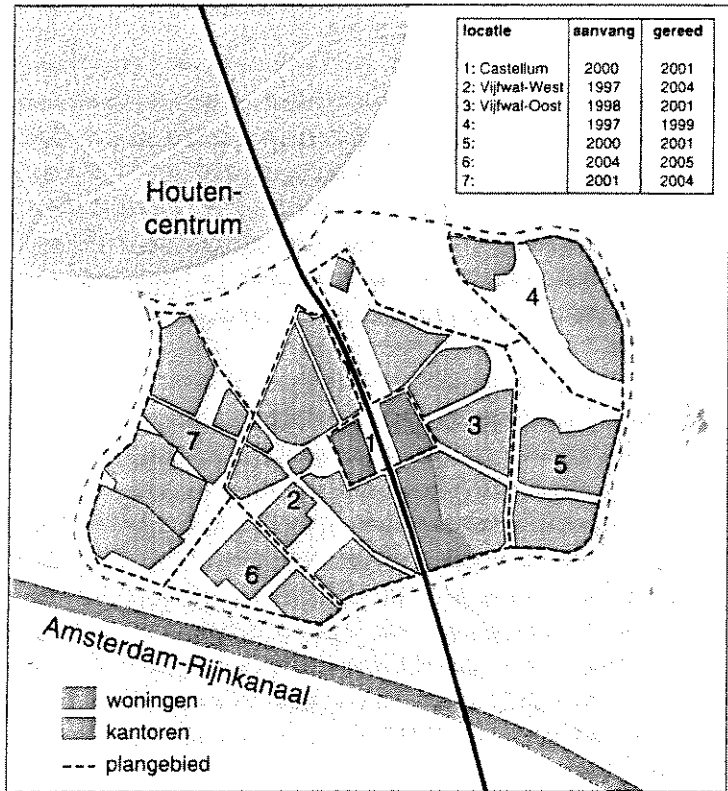 locatie aanvang gereed
1: Castellum 2000 2001
2: Vijfwal-West 1997 2004
3: Vijfwal-Oost 1998 2001
4: 1997 1999
5: 2000 2001
6: 2004 2005
7: 2001 2004
Houten-
centrum
4
7
1
3
5
2
6
Amsterdam-Rijnkanaal
woningen
kantoren
plangebied